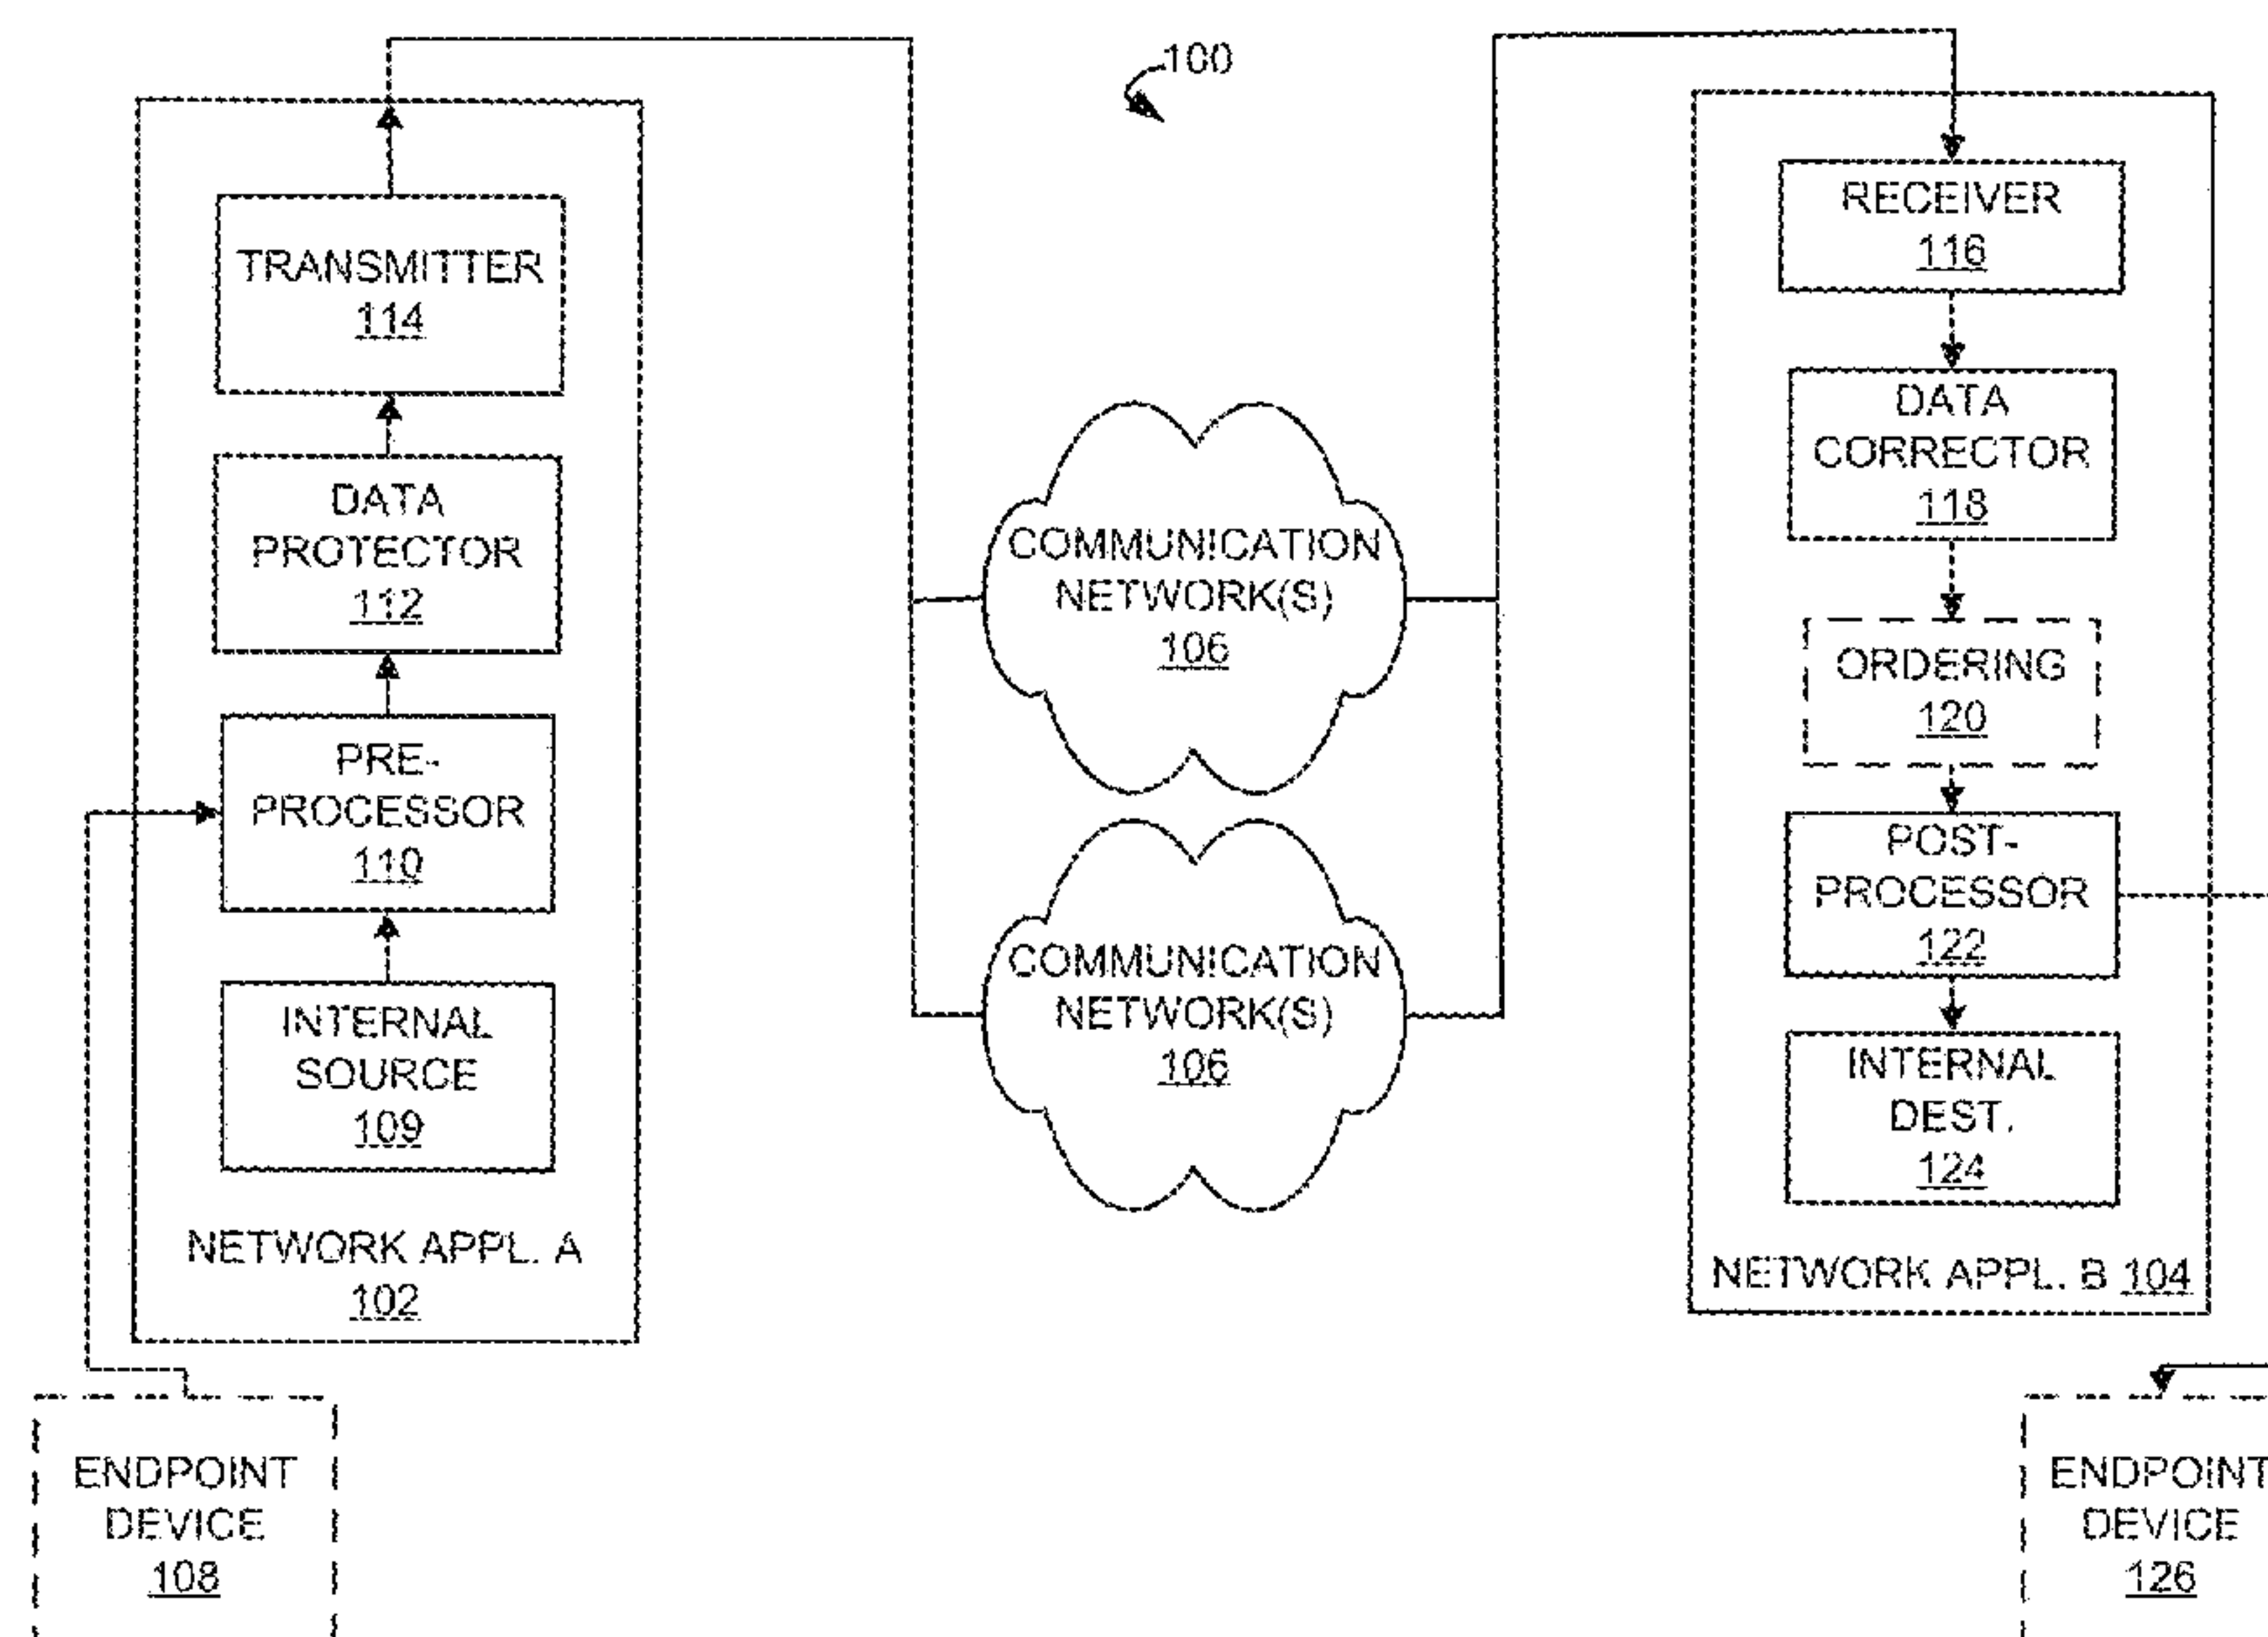 100
TRANSMITTER
114
DATA
PROTECTOR
112
PRE-
PROCESSOR
110
INTERNAL
SOURCE
109
NETWORK APPL. A
102
ENDPOINT
DEVICE
108
COMMUNICATION
NETWORK(S)
106
COMMUNICATION
NETWORK(S)
106
RECEIVER
116
DATA
CORRECTOR
118
ORDERING
120
POST-
PROCESSOR
122
INTERNAL
DEST.
124
NETWORK APPL. B 104
ENDPOINT
DEVICE
126